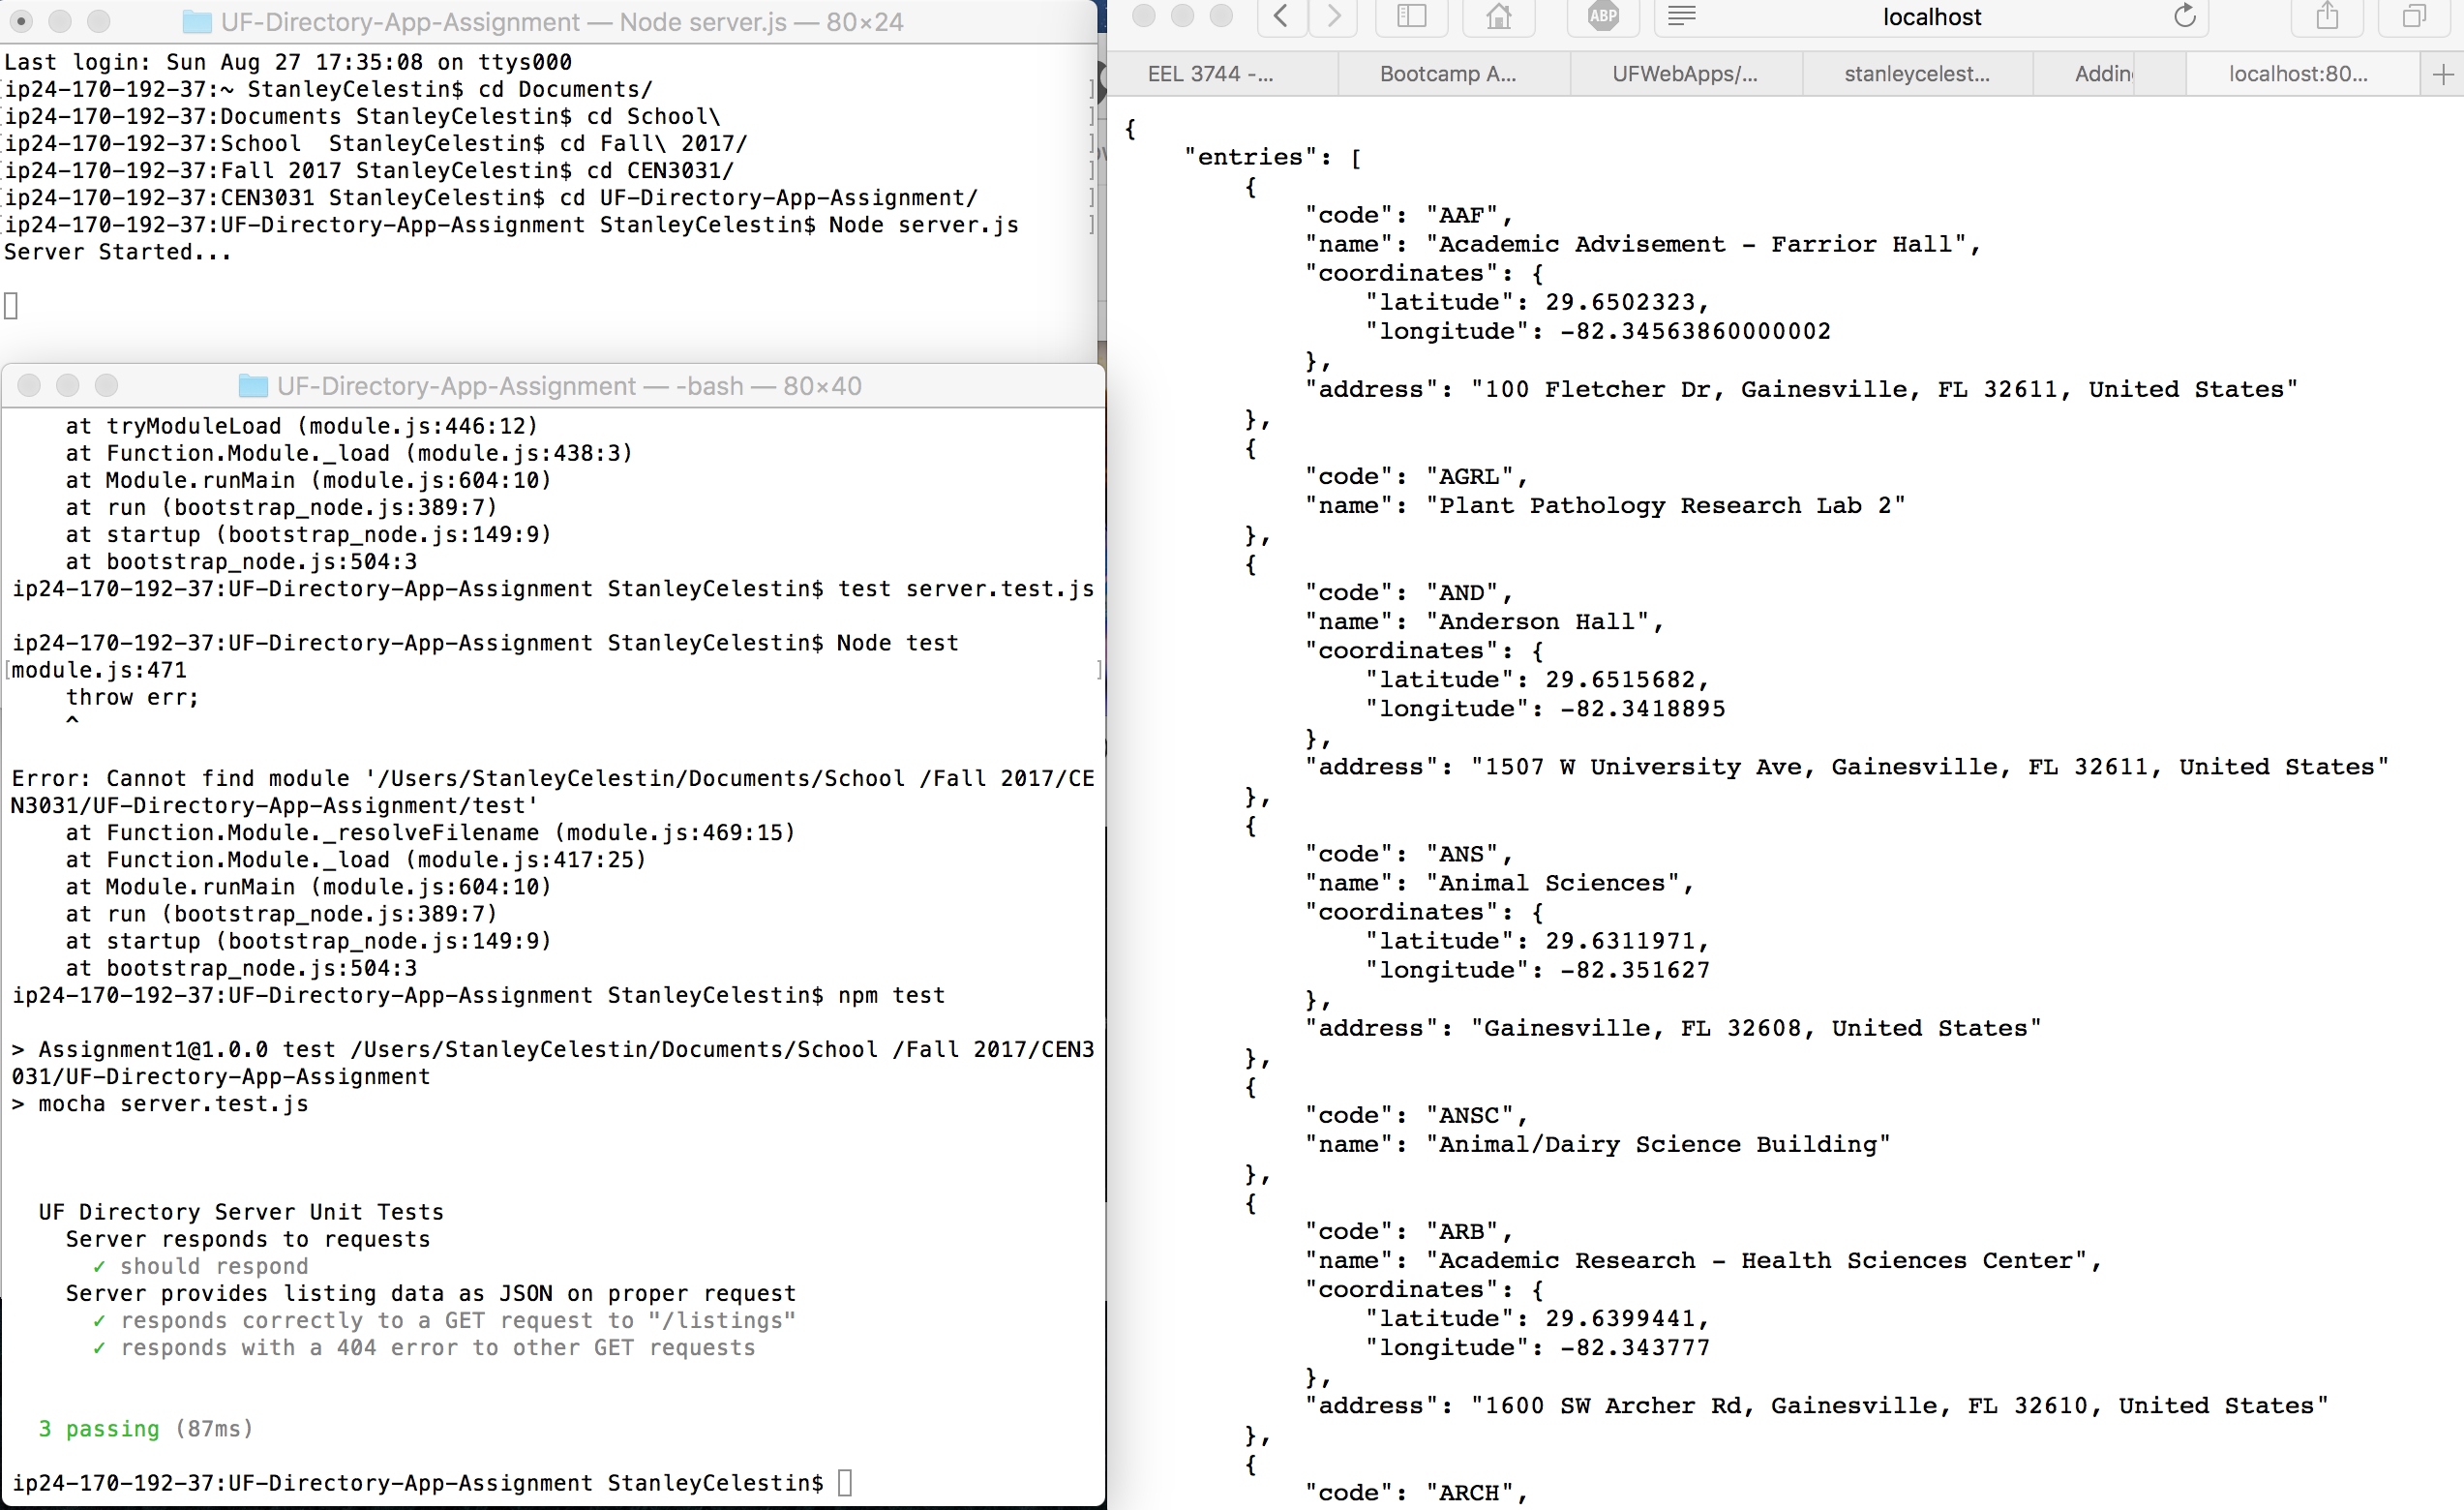 UF-Directory-App-Assignment — Node server.js — 80×24
Last login: Sun Aug 27 17:35:08 on ttys000
ip24-170-192-37:~ StanleyCelestin$ cd Documents/
ip24-170-192-37:Documents StanleyCelestin$ cd School\
ip24-170-192-37:School  StanleyCelestin$ cd Fall\ 2017/
ip24-170-192-37:Fall 2017 StanleyCelestin$ cd CEN3031/
ip24-170-192-37:CEN3031 StanleyCelestin$ cd UF-Directory-App-Assignment/
ip24-170-192-37:UF-Directory-App-Assignment StanleyCelestin$ Node server.js
Server Started...
UF-Directory-App-Assignment — -bash — 80×40
    at tryModuleLoad (module.js:446:12)
    at Function.Module._load (module.js:438:3)
    at Module.runMain (module.js:604:10)
    at run (bootstrap_node.js:389:7)
    at startup (bootstrap_node.js:149:9)
    at bootstrap_node.js:504:3
ip24-170-192-37:UF-Directory-App-Assignment StanleyCelestin$ test server.test.js
ip24-170-192-37:UF-Directory-App-Assignment StanleyCelestin$ Node test
module.js:471
    throw err;
    ^
Error: Cannot find module '/Users/StanleyCelestin/Documents/School /Fall 2017/CE
N3031/UF-Directory-App-Assignment/test'
    at Function.Module._resolveFilename (module.js:469:15)
    at Function.Module._load (module.js:417:25)
    at Module.runMain (module.js:604:10)
    at run (bootstrap_node.js:389:7)
    at startup (bootstrap_node.js:149:9)
    at bootstrap_node.js:504:3
ip24-170-192-37:UF-Directory-App-Assignment StanleyCelestin$ npm test
> Assignment1@1.0.0 test /Users/StanleyCelestin/Documents/School /Fall 2017/CEN3
031/UF-Directory-App-Assignment
> mocha server.test.js
  UF Directory Server Unit Tests
    Server responds to requests
      ✓ should respond
    Server provides listing data as JSON on proper request
      ✓ responds correctly to a GET request to "/listings"
      ✓ responds with a 404 error to other GET requests
  3 passing (87ms)
ip24-170-192-37:UF-Directory-App-Assignment StanleyCelestin$
ABP
localhost
EEL 3744 -... Bootcamp A... UFWebApps/... stanleycelest... Addin localhost:80...
{
    "entries": [
        {
            "code": "AAF",
            "name": "Academic Advisement - Farrior Hall",
            "coordinates": {
                "latitude": 29.6502323,
                "longitude": -82.34563860000002
            },
            "address": "100 Fletcher Dr, Gainesville, FL 32611, United States"
        },
        {
            "code": "AGRL",
            "name": "Plant Pathology Research Lab 2"
        },
        {
            "code": "AND",
            "name": "Anderson Hall",
            "coordinates": {
                "latitude": 29.6515682,
                "longitude": -82.3418895
            },
            "address": "1507 W University Ave, Gainesville, FL 32611, United States"
        },
        {
            "code": "ANS",
            "name": "Animal Sciences",
            "coordinates": {
                "latitude": 29.6311971,
                "longitude": -82.351627
            },
            "address": "Gainesville, FL 32608, United States"
        },
        {
            "code": "ANSC",
            "name": "Animal/Dairy Science Building"
        },
        {
            "code": "ARB",
            "name": "Academic Research - Health Sciences Center",
            "coordinates": {
                "latitude": 29.6399441,
                "longitude": -82.343777
            },
            "address": "1600 SW Archer Rd, Gainesville, FL 32610, United States"
        },
        {
            "code": "ARCH",